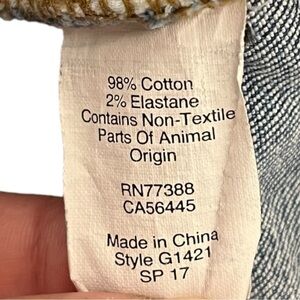 98% Cotton
2% Elastane
Contains Non-Textile
Parts Of Animal
Origin
RN77388
CA56445
Made in China
Style G1421
SP 17